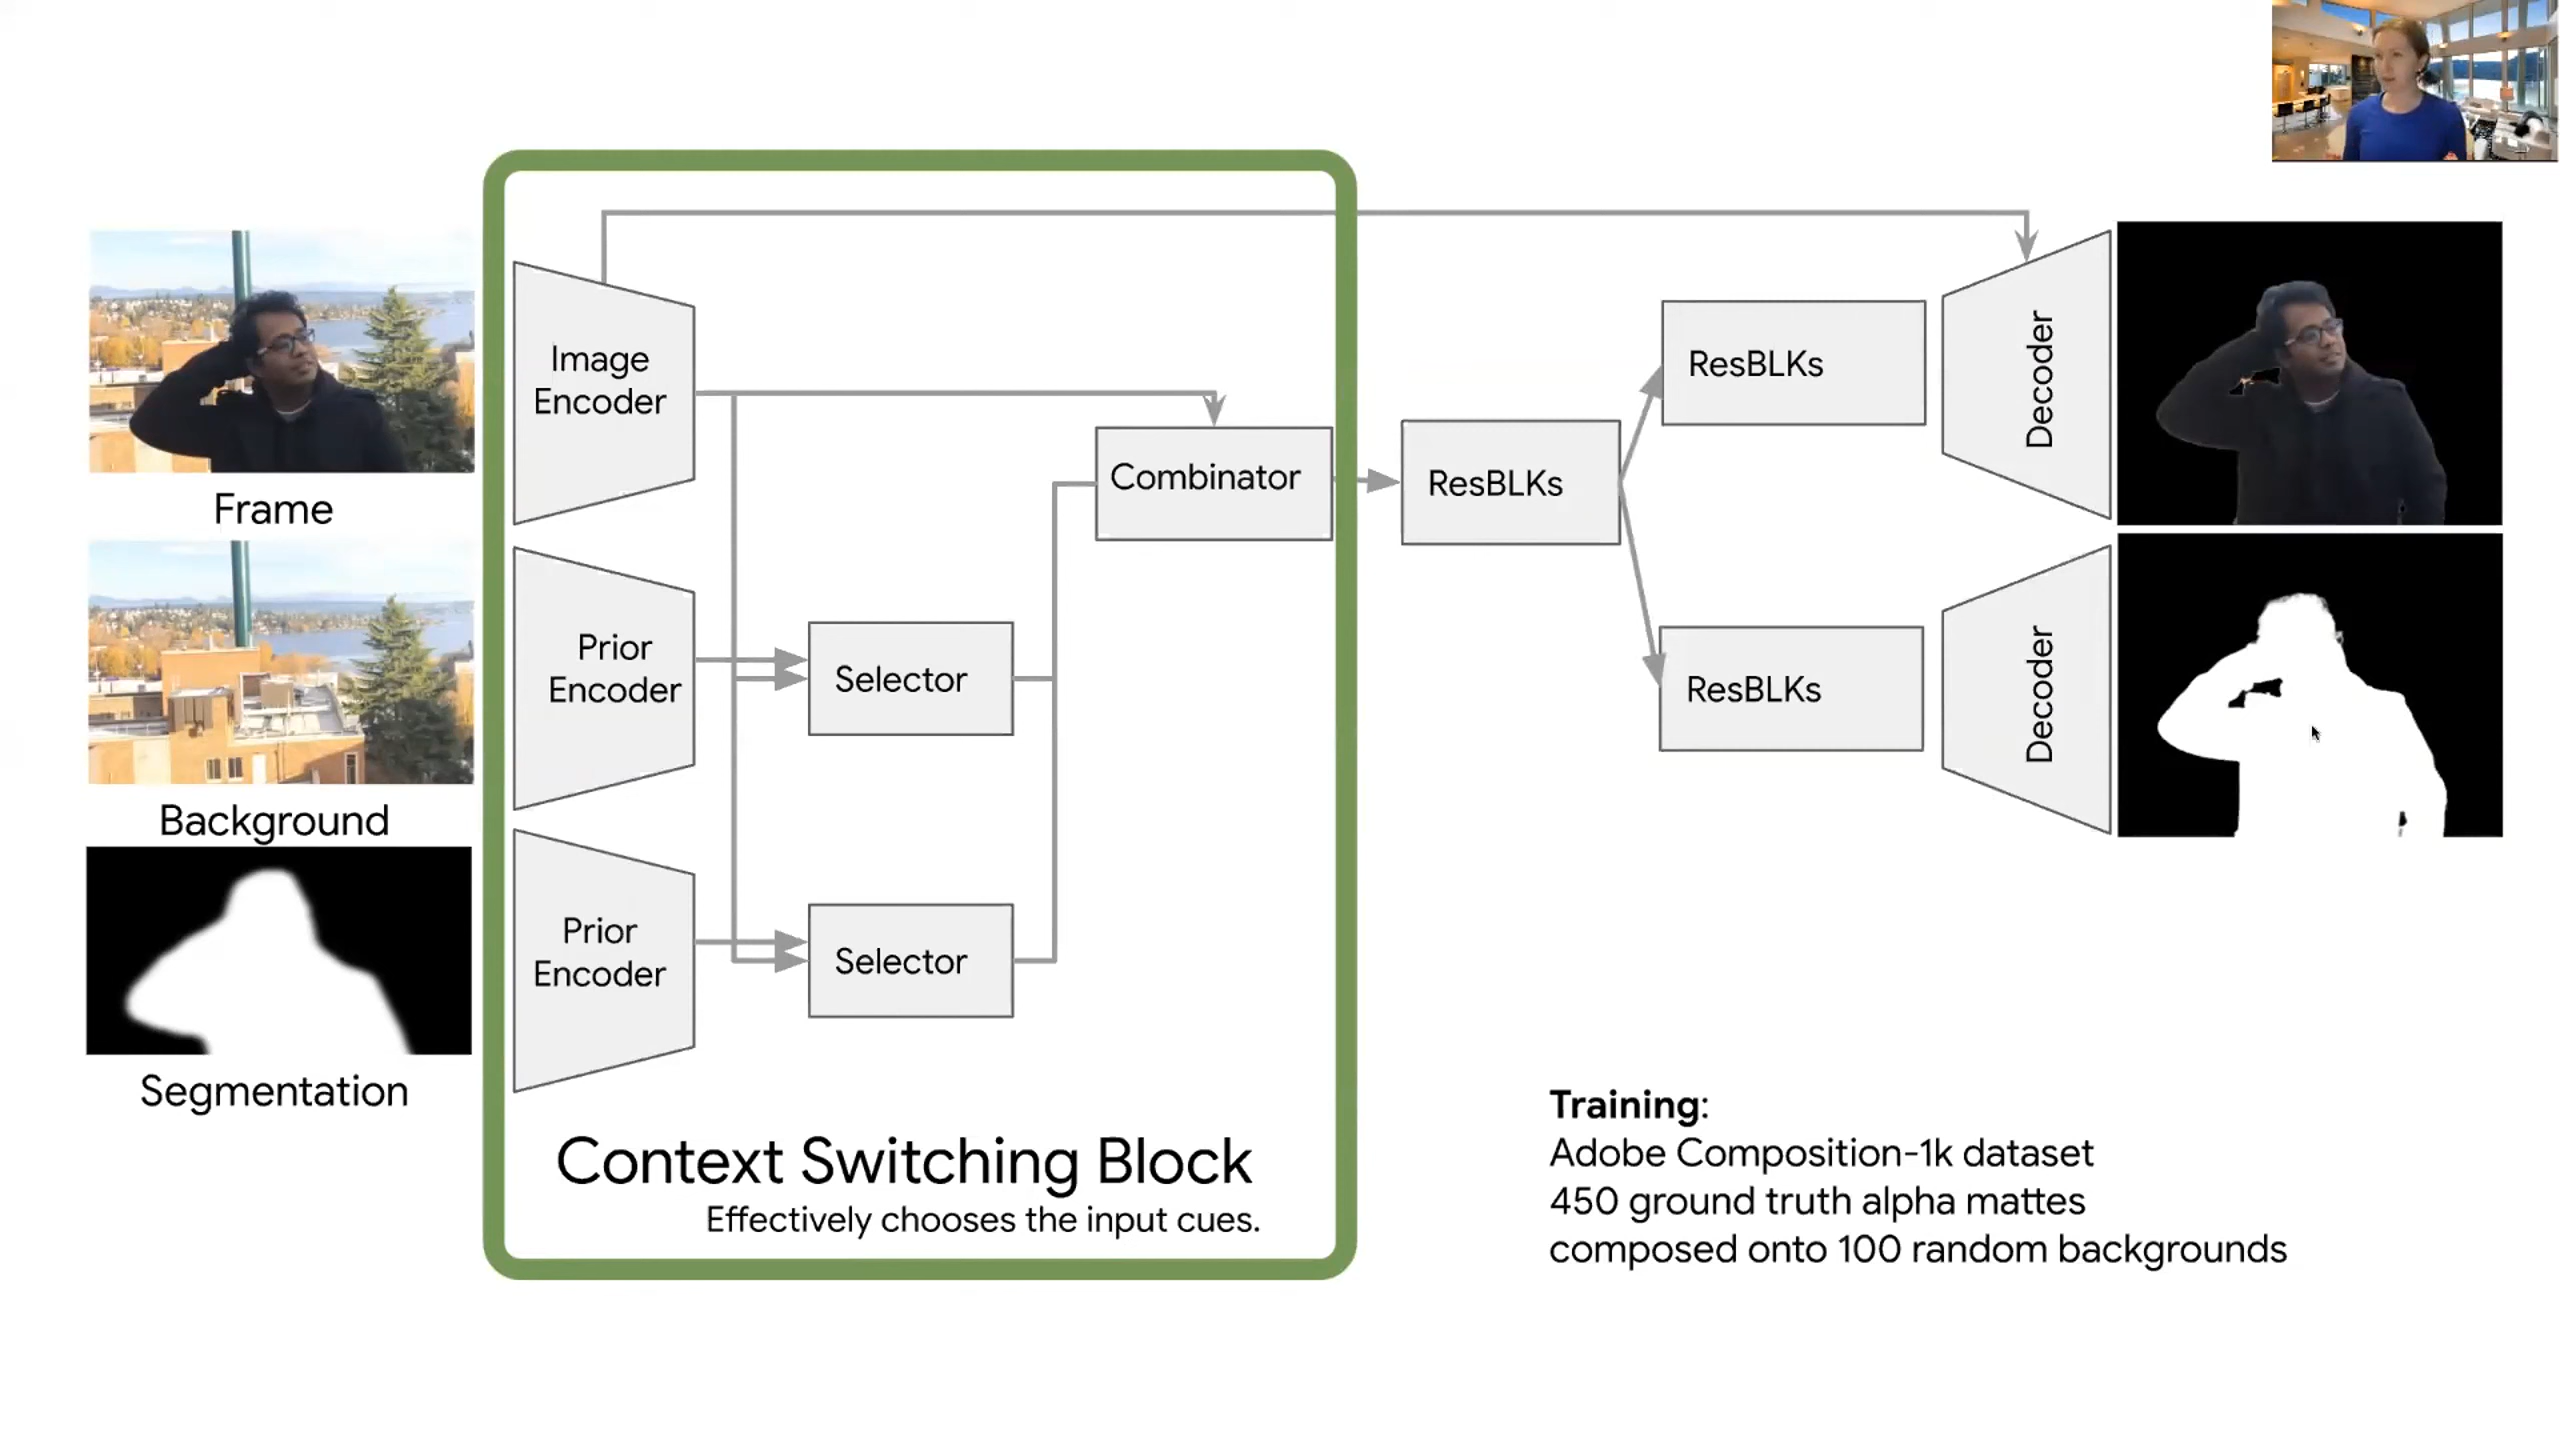 Frame
Background
Segmentation
Image
Encoder
Prior
Encoder
Prior
Encoder
Selector
Selector
Combinator
Context Switching Block
Effectively chooses the input cues.
ResBLKs
ResBLKs
ResBLKs
Decoder
Decoder
Training:
Adobe Composition-1k dataset
450 ground truth alpha mattes
composed onto 100 random backgrounds